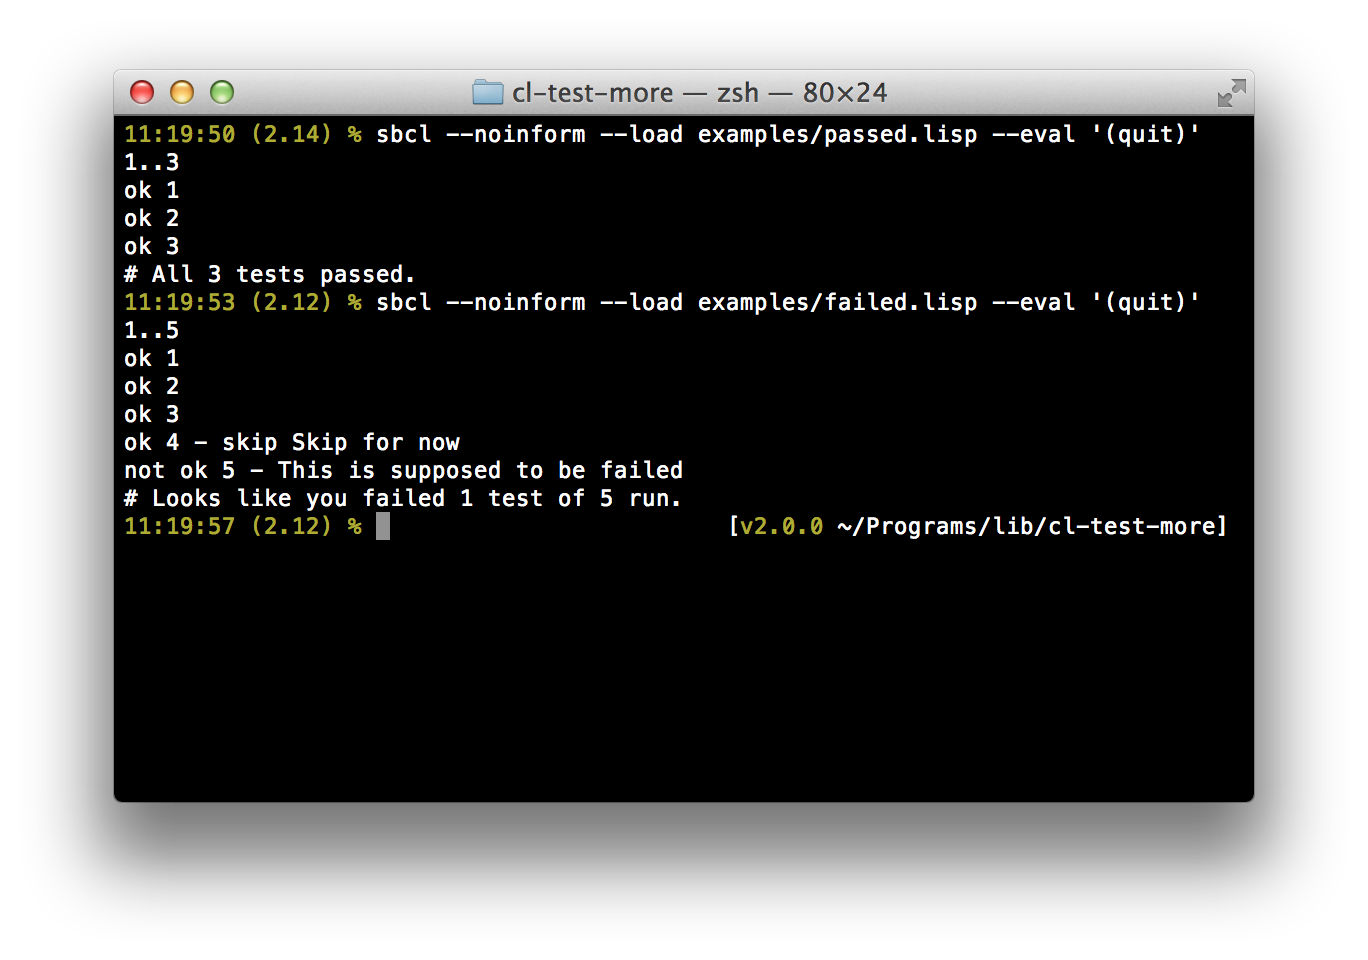 cl-test-more — zsh — 80×24
11:19:50 (2.14) % sbcl --noinform --load examples/passed.lisp --eval '(quit)'
1..3
ok 1
ok 2
ok 3
# All 3 tests passed.
11:19:53 (2.12) % sbcl --noinform --load examples/failed.lisp --eval '(quit)'
1..5
ok 1
ok 2
ok 3
ok 4 - skip Skip for now
not ok 5 - This is supposed to be failed
# Looks like you failed 1 test of 5 run.
11:19:57 (2.12) % [v2.0.0 ~/Programs/lib/cl-test-more]